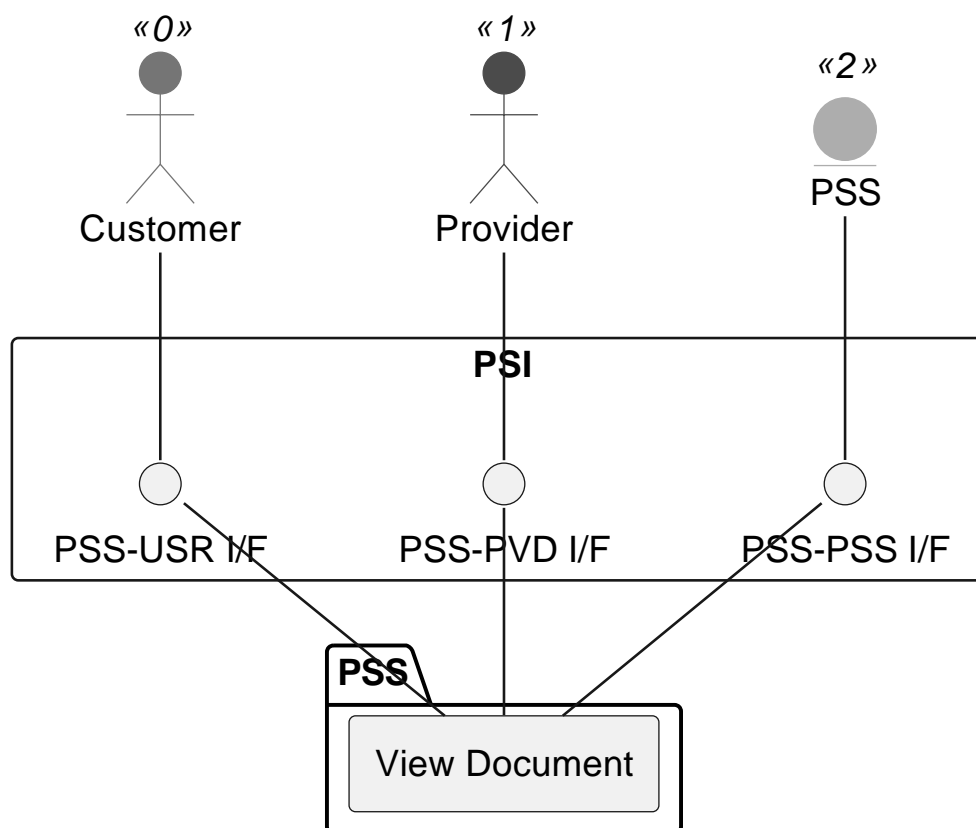 «0»
«1»
«2»
Customer
Provider
PSS
PSI
PSS-USR I/F
PSS-PVD I/F
PSS-PSS I/F
PSS
View Document